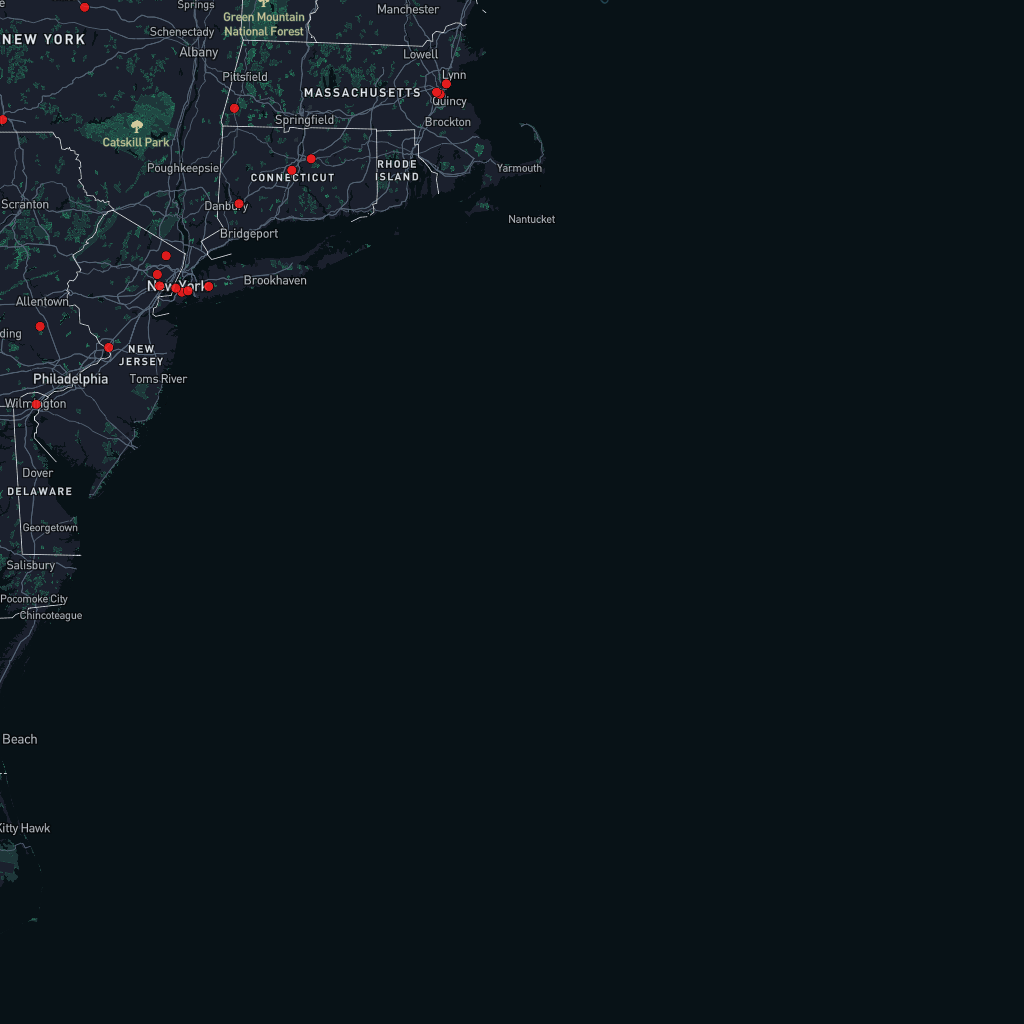 Springs
Manchester
Green Mountain
National Forest
Schenectady
NEW YORK
Albany
Lowell
Pittsfield
Lynn
MASSACHUSETTS
Quincy
Springfield
Brockton
Catskill Park
Poughkeepsie
RHODE
ISLAND
Yarmouth
CONNECTICUT
Scranton
Danbury
Nantucket
Bridgeport
Brookhaven
New York
Allentown
ding
NEW
JERSEY
Philadelphia
Toms River
Wilmington
Dover
DELAWARE
Georgetown
Salisbury
Pocomoke City
Chincoteague
Beach
Kitty Hawk